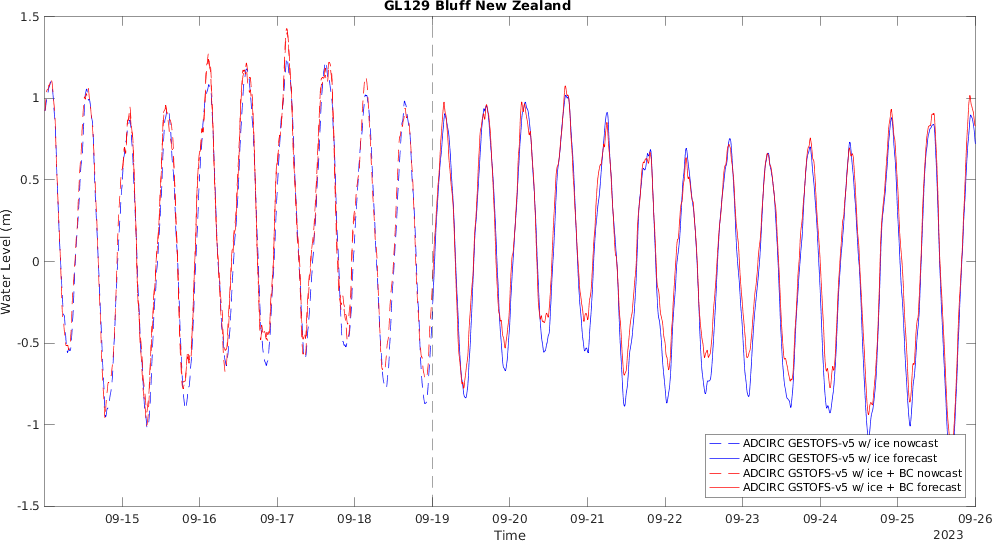 GL129 Bluff New Zealand
1.5
1
0.5
0
-0.5
-1
-1.5
Water Level (m)
ADCIRC GESTOFS-v5 w/ ice nowcast
ADCIRC GESTOFS-v5 w/ ice forecast
ADCIRC GSTOFS-v5 w/ ice + BC nowcast
ADCIRC GSTOFS-v5 w/ ice + BC forecast
09-15 09-16 09-17 09-18 09-19 09-20 09-21 09-22 09-23 09-24 09-25 09-26
Time
2023